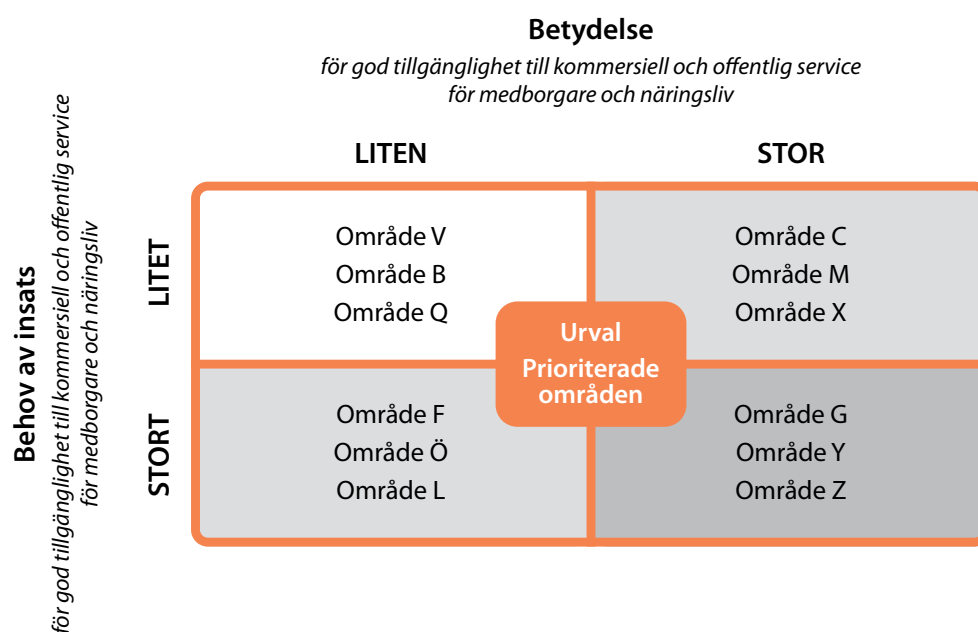 Betydelse
för god tillgänglighet till kommersiell och offentlig service
för medborgare och näringsliv
LITEN
STOR
Behov av insats
för god tillgänglighet till kommersiell och offentlig service
för medborgare och näringsliv
LITET
Område V
Område B
Område Q
Område C
Område M
Område X
Urval
Prioriterade
områden
STORT
Område F
Område Ö
Område L
Område G
Område Y
Område Z